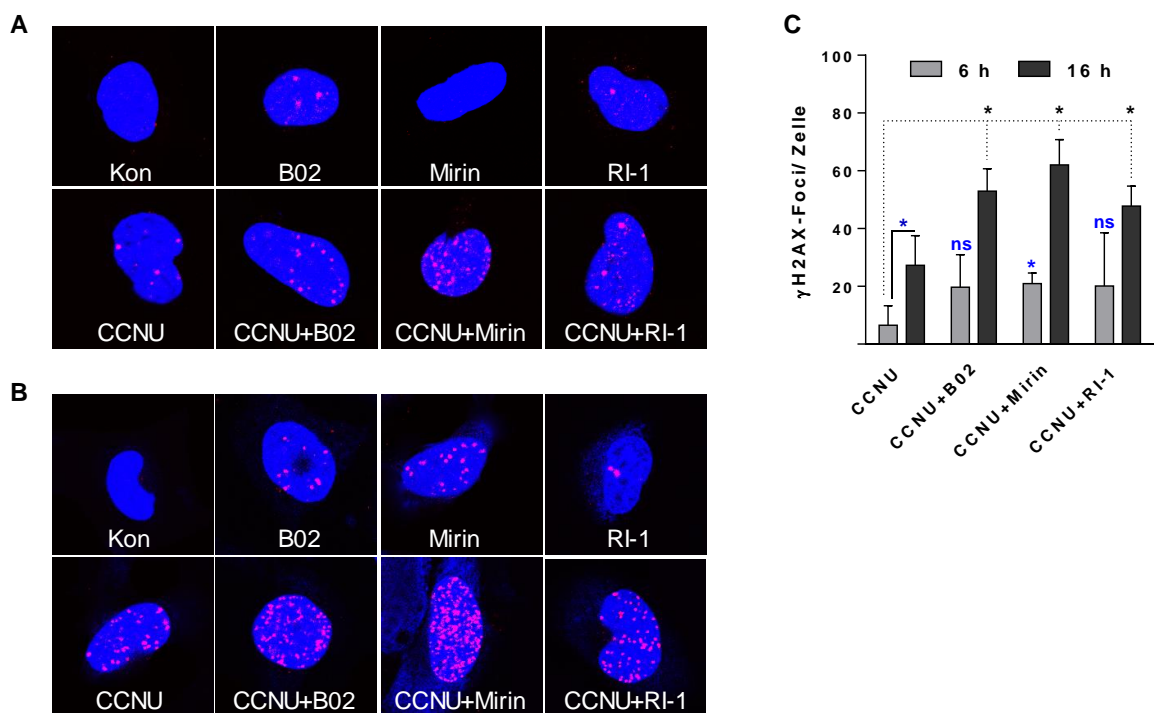 A
Kon
B02
Mirin
RI-1
CCNU
CCNU+B02
CCNU+Mirin
CCNU+RI-1
B
Kon
B02
Mirin
RI-1
CCNU
CCNU+B02
CCNU+Mirin
CCNU+RI-1
C
6 h
16 h
γH2AX-Foci/ Zelle
100
80
60
40
20
*
*
*
*
ns
*
ns
CCNU
CCNU+B02
CCNU+Mirin
CCNU+RI-1